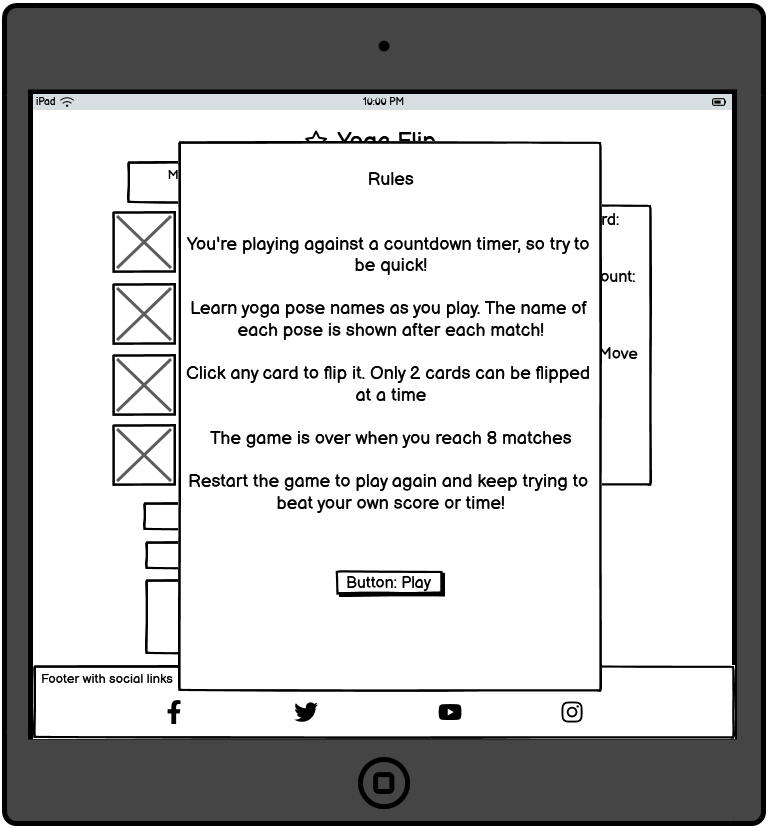 iPad
10:00 PM
Yoga Flip
M
Rules
rd:
You're playing against a countdown timer, so try to
be quick!
ount:
Learn yoga pose names as you play. The name of
each pose is shown after each match!
Move
Click any card to flip it. Only 2 cards can be flipped
at a time
The game is over when you reach 8 matches
Restart the game to play again and keep trying to
beat your own score or time!
Button: Play
Footer with social links